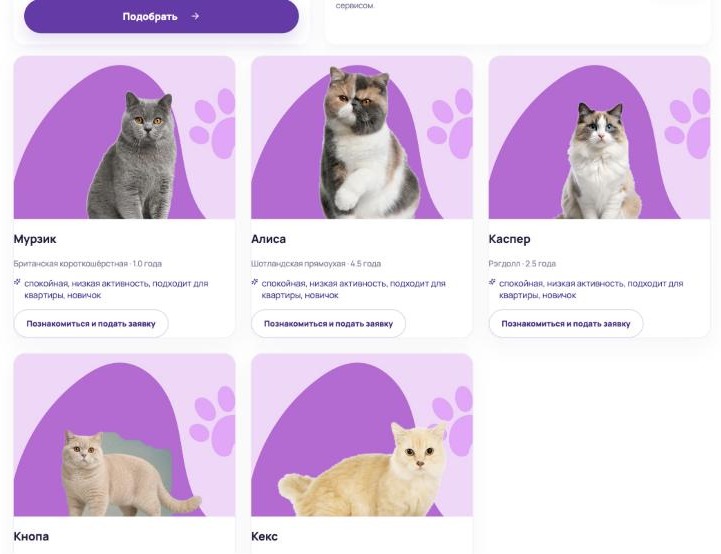 Подобрать →
сервисом.
Мурзик
Британская короткошёрстная · 1.0 года
спокойная, низкая активность, подходит для
квартиры, новичок
Познакомиться и подать заявку
Алиса
Шотландская прямоухая · 4.5 года
спокойная, низкая активность, подходит для
квартиры, новичок
Познакомиться и подать заявку
Каспер
Рэгдолл · 2.5 года
спокойная, низкая активность, подходит для
квартиры, новичок
Познакомиться и подать заявку
Кнопа
Кекс